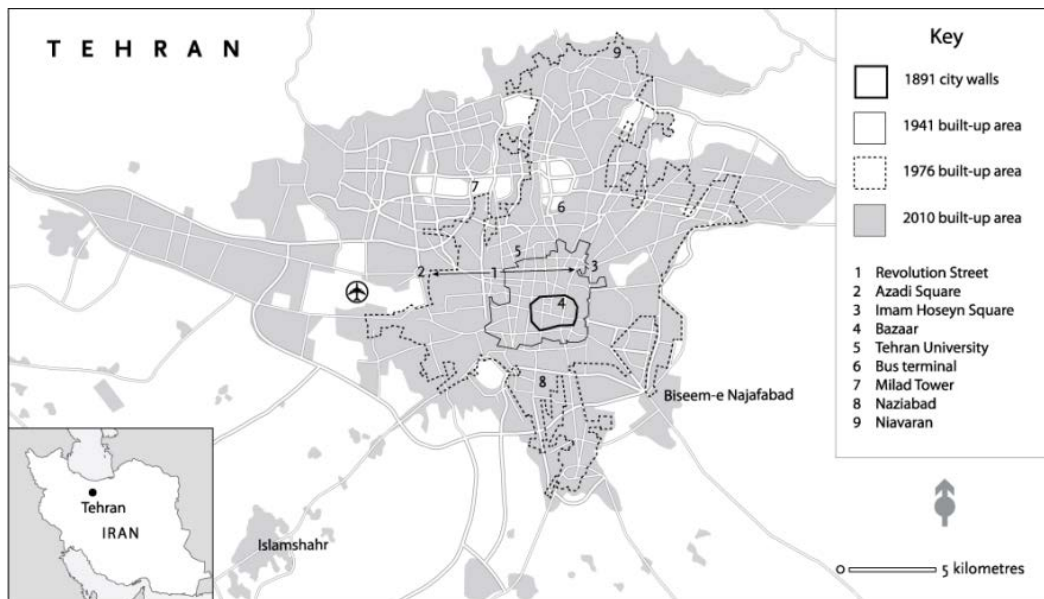 TEHRAN
Key
1891 city walls
1941 built-up area
1976 built-up area
2010 built-up area
1 Revolution Street
2 Azadi Square
3 Imam Hoseyn Square
4 Bazaar
5 Tehran University
6 Bus terminal
7 Milad Tower
8 Naziabad
9 Niavaran
9
7
6
5
2
1
3
4
8
Biseem-e Najafabad
Islamshahr
Tehran
IRAN
5 kilometres